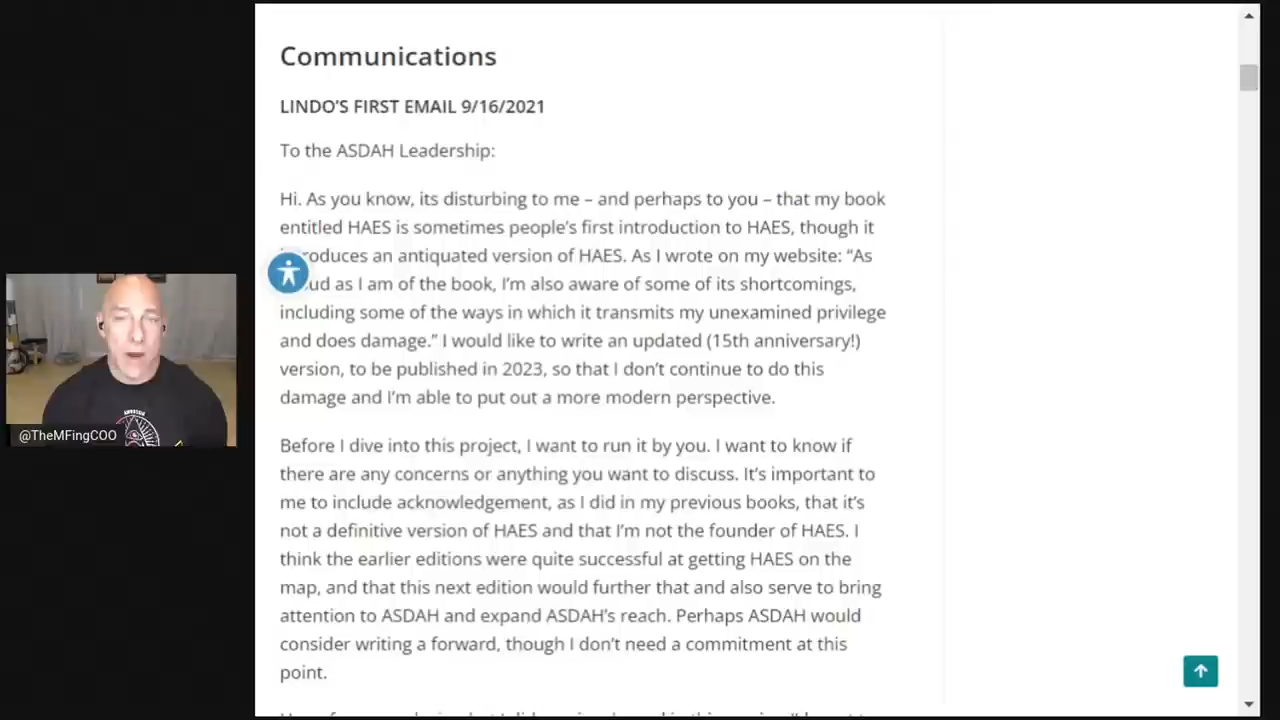 Communications
LINDO'S FIRST EMAIL 9/16/2021
To the ASDAH Leadership:
Hi. As you know, its disturbing to me – and perhaps to you – that my book
entitled HAES is sometimes people's first introduction to HAES, though it
roduces an antiquated version of HAES. As I wrote on my website: “As
ud as I am of the book, I'm also aware of some of its shortcomings,
including some of the ways in which it transmits my unexamined privilege
and does damage.” I would like to write an updated (15th anniversary!)
version, to be published in 2023, so that I don't continue to do this
damage and I'm able to put out a more modern perspective.
Before I dive into this project, I want to run it by you. I want to know if
there are any concerns or anything you want to discuss. It's important to
me to include acknowledgement, as I did in my previous books, that it's
not a definitive version of HAES and that I'm not the founder of HAES. I
think the earlier editions were quite successful at getting HAES on the
map, and that this next edition would further that and also serve to bring
attention to ASDAH and expand ASDAH's reach. Perhaps ASDAH would
consider writing a forward, though I don't need a commitment at this
point.
@TheMFingCOO